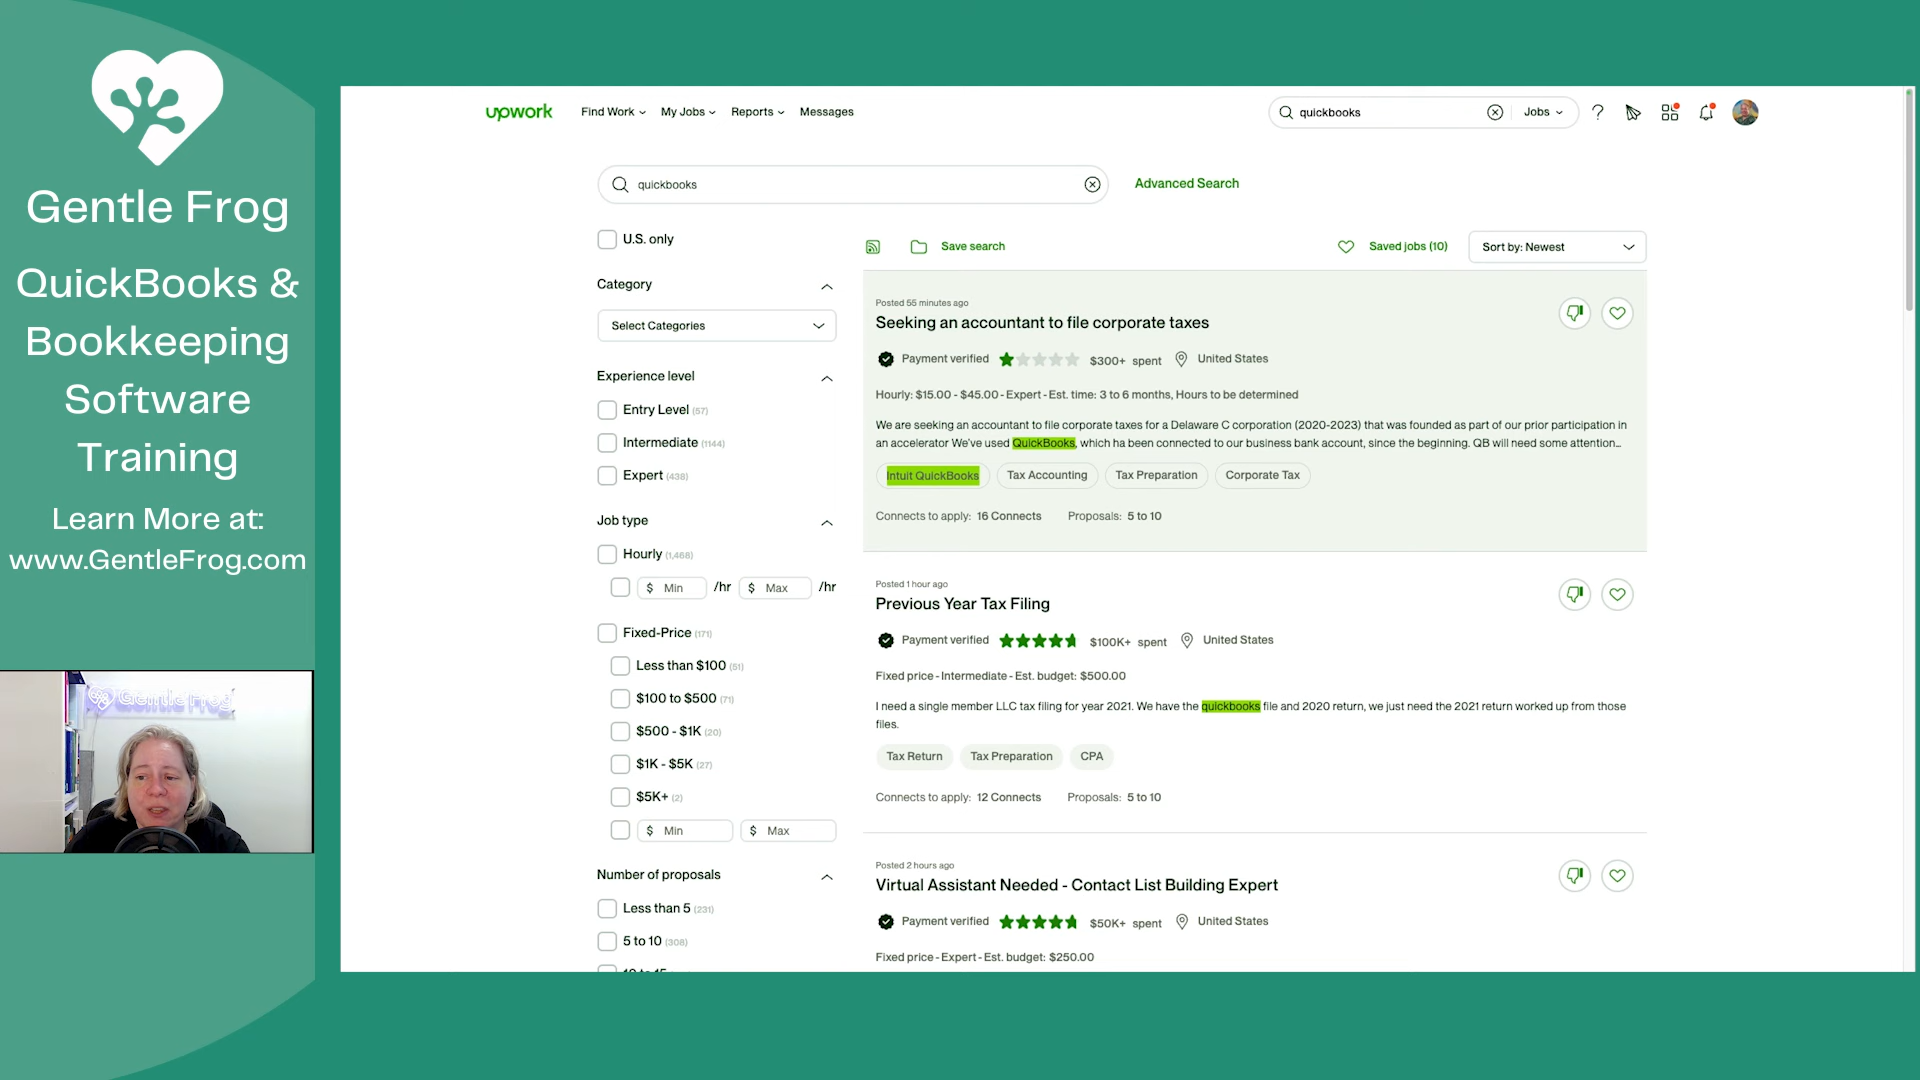 Gentle Frog
QuickBooks &
Bookkeeping
Software
Training
Learn More at:
www.GentleFrog.com
Gentle Frog
upwork
Find Work
My Jobs
Reports
Messages
quickbooks
Jobs
quickbooks
Advanced Search
U.S. only
Category
Select Categories
Experience level
Entry Level (57)
Intermediate (1144)
Expert (438)
Job type
Hourly (1,468)
$ Min /hr $ Max /hr
Fixed-Price (171)
Less than $100 (51)
$100 to $500 (71)
$500 - $1K (20)
$1K - $5K (27)
$5K+ (2)
$ Min $ Max
Number of proposals
Less than 5 (231)
5 to 10 (308)
Save search
Saved jobs (10)
Sort by: Newest
Posted 55 minutes ago
Seeking an accountant to file corporate taxes
Payment verified $300+ spent United States
Hourly: $15.00 - $45.00 - Expert - Est. time: 3 to 6 months, Hours to be determined
We are seeking an accountant to file corporate taxes for a Delaware C corporation (2020-2023) that was founded as part of our prior participation in
an accelerator We've used QuickBooks, which ha been connected to our business bank account, since the beginning. QB will need some attention...
Intuit QuickBooks Tax Accounting Tax Preparation Corporate Tax
Connects to apply: 16 Connects Proposals: 5 to 10
Posted 1 hour ago
Previous Year Tax Filing
Payment verified $100K+ spent United States
Fixed price - Intermediate - Est. budget: $500.00
I need a single member LLC tax filing for year 2021. We have the quickbooks file and 2020 return, we just need the 2021 return worked up from those
files.
Tax Return Tax Preparation CPA
Connects to apply: 12 Connects Proposals: 5 to 10
Posted 2 hours ago
Virtual Assistant Needed - Contact List Building Expert
Payment verified $50K+ spent United States
Fixed price - Expert - Est. budget: $250.00